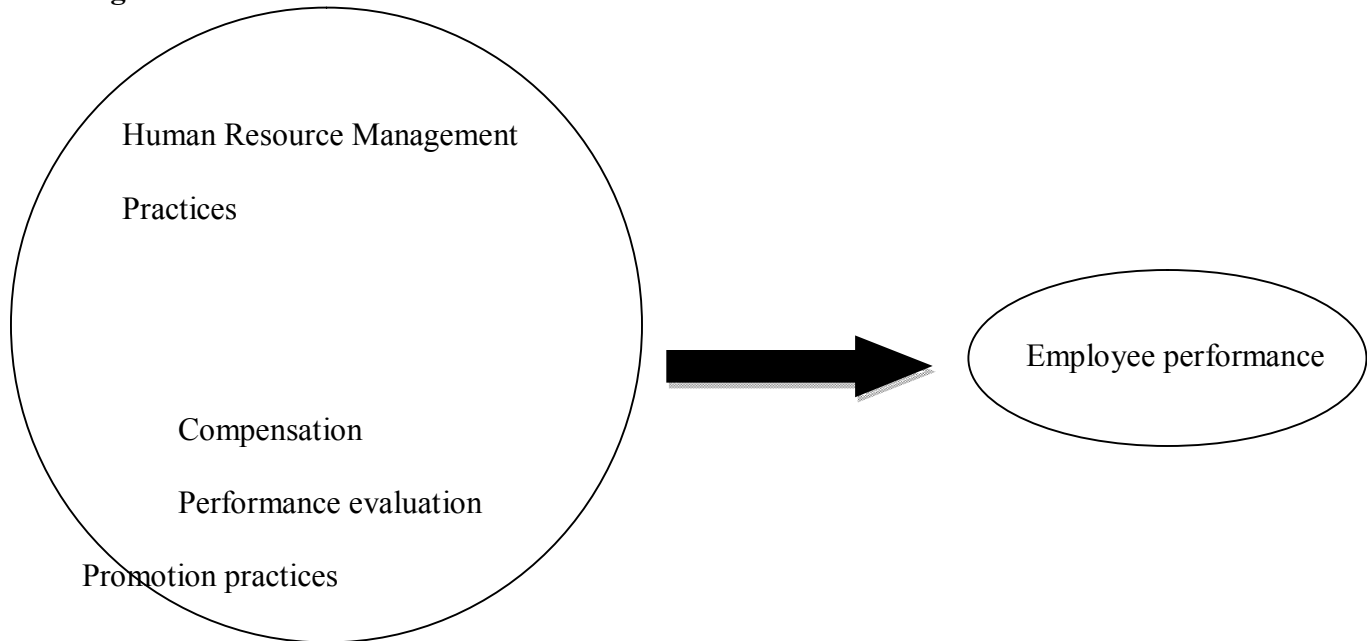 Human Resource Management
Practices
Employee performance
Compensation
Performance evaluation
Promotion practices